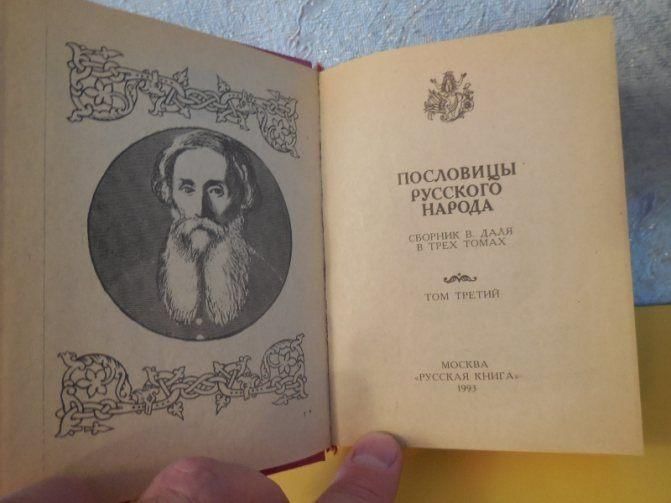 ПОСЛОВИЦЫ
РУССКОГО
НАРОДА
СБОРНИК В. ДАЛЯ
В ТРЕХ ТОМАХ
ТОМ ТРЕТИЙ
МОСКВА
«РУССКАЯ КНИГА»
1993